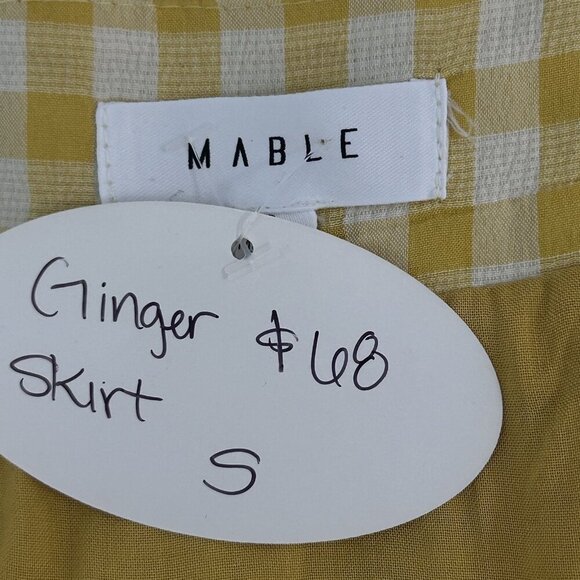 MABLE
Ginger $68
Skirt
S